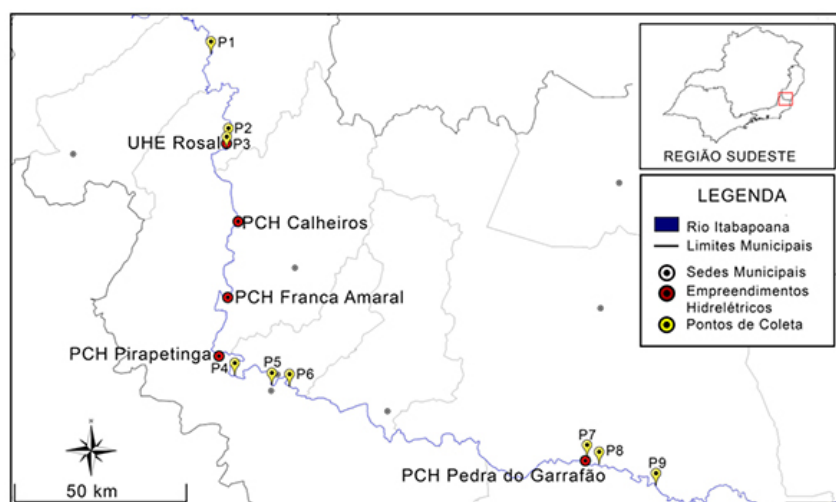 P1
P2
UHE Rosal
P3
PCH Calheiros
PCH Franca Amaral
PCH Pirapetinga
P4
P5
P6
P7
P8
P9
PCH Pedra do Garrafão
50 km
REGIÃO SUDESTE
LEGENDA
Rio Itabapoana
Limites Municipais
Sedes Municipais
Empreendimentos
Hidrelétricos
Pontos de Coleta